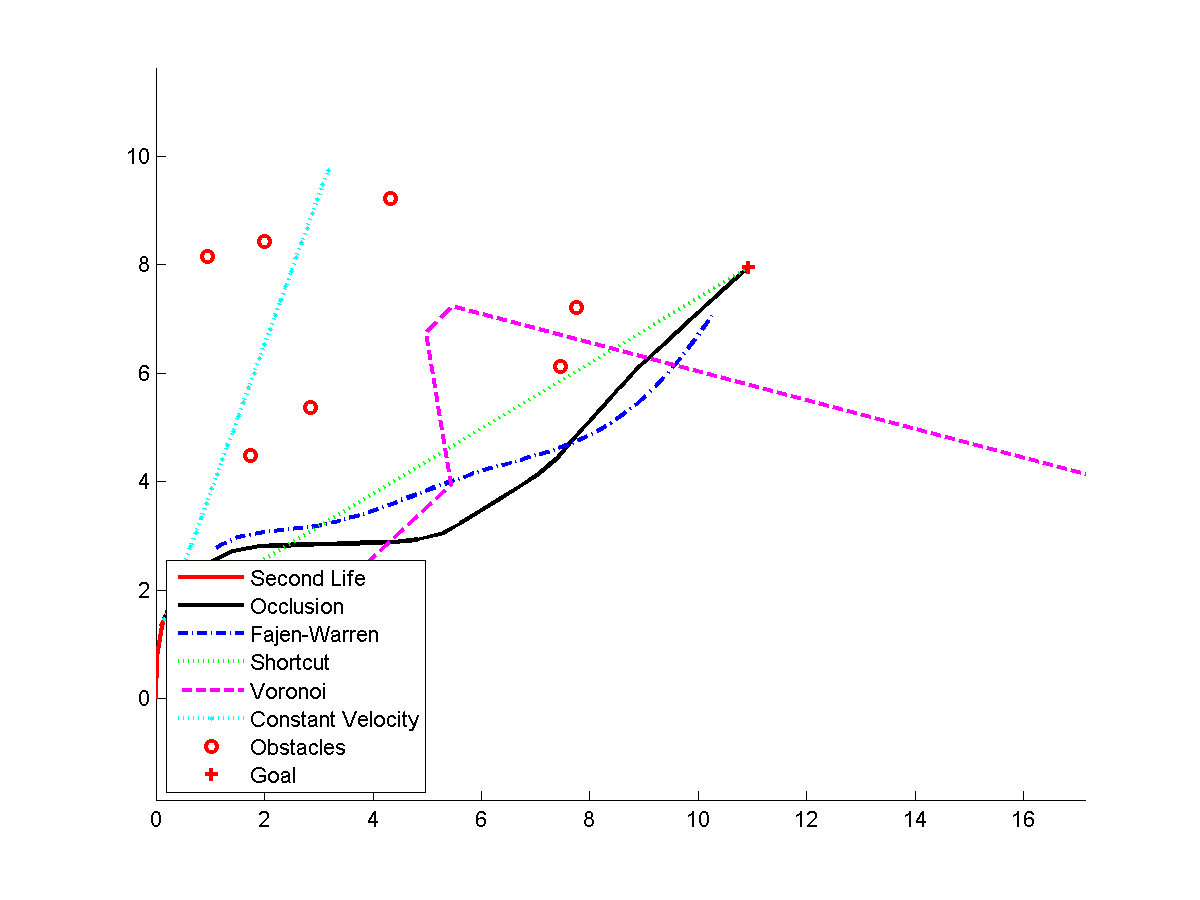 10
8
6
4
2
0
Second Life
Occlusion
Fajen-Warren
Shortcut
Voronoi
Constant Velocity
Obstacles
Goal
0 2 4 6 8 10 12 14 16